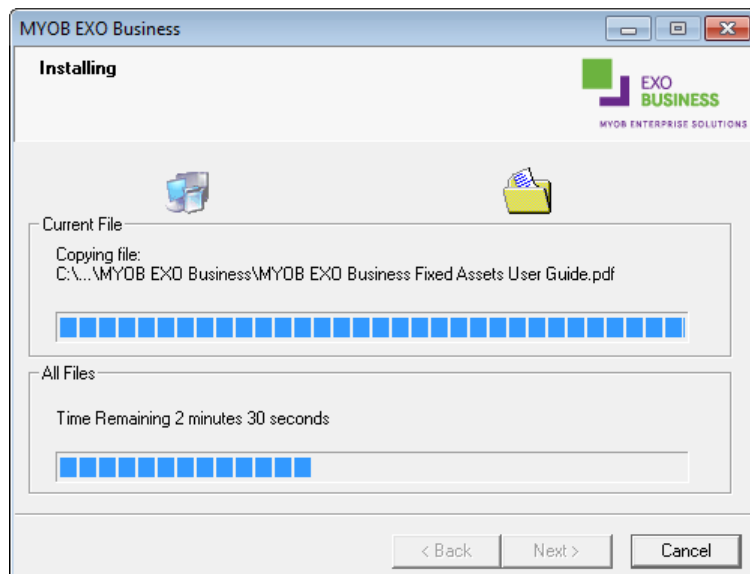 MYOB EXO Business
Installing
EXO
BUSINESS
MYOB ENTERPRISE SOLUTIONS
Current File
Copying file:
C:\...\MYOB EXO Business\MYOB EXO Business Fixed Assets User Guide.pdf
All Files
Time Remaining 2 minutes 30 seconds
< Back
Next >
Cancel